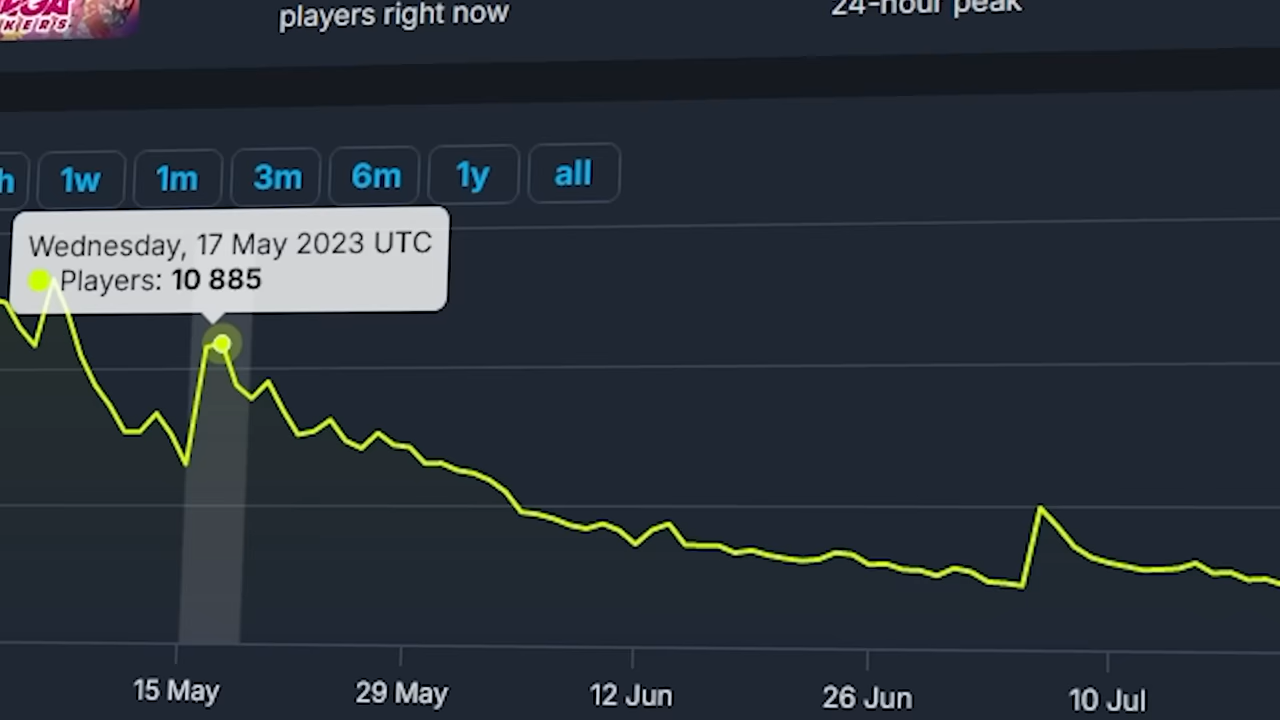 KERS
players right now
24-hour peak
h 1w 1m 3m 6m 1y all
Wednesday, 17 May 2023 UTC
Players: 10 885
15 May 29 May 12 Jun 26 Jun 10 Jul